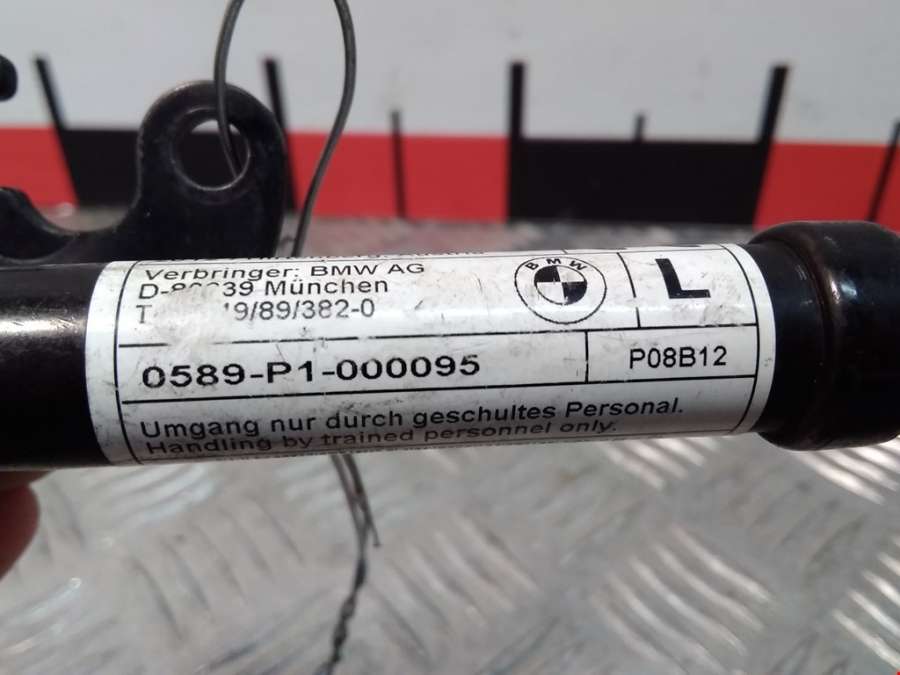 Verbringer: BMW AG
München
19/89/382-0
BMW
L
0589-P1-000095
P08B12
Umgang nur durch geschultes Personal.
Handling by trained personnel only.